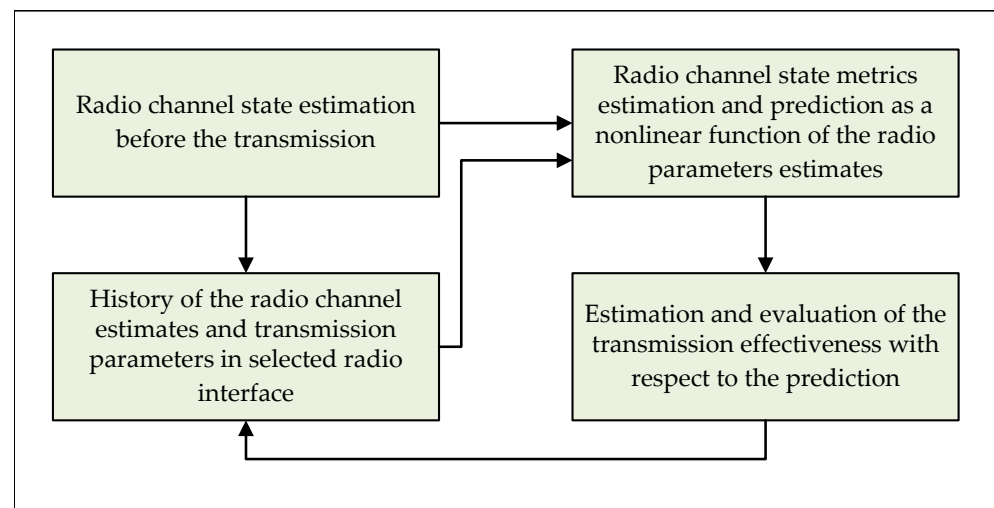 Radio channel state estimation
before the transmission
Radio channel state metrics
estimation and prediction as a
nonlinear function of the radio
parameters estimates
History of the radio channel
estimates and transmission
parameters in selected radio
interface
Estimation and evaluation of the
transmission effectiveness with
respect to the prediction